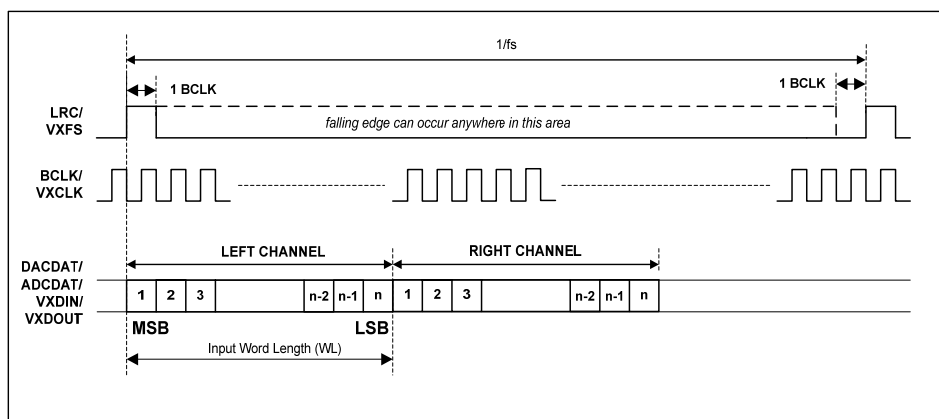 1/fs
1 BCLK
1 BCLK
LRC/
VXFS
falling edge can occur anywhere in this area
BCLK/
VXCLK
LEFT CHANNEL
RIGHT CHANNEL
DACDAT/
ADCDAT/
VXDIN/
VXDOUT
1 2 3 n-2 n-1 n 1 2 3 n-2 n-1 n
MSB LSB
Input Word Length (WL)